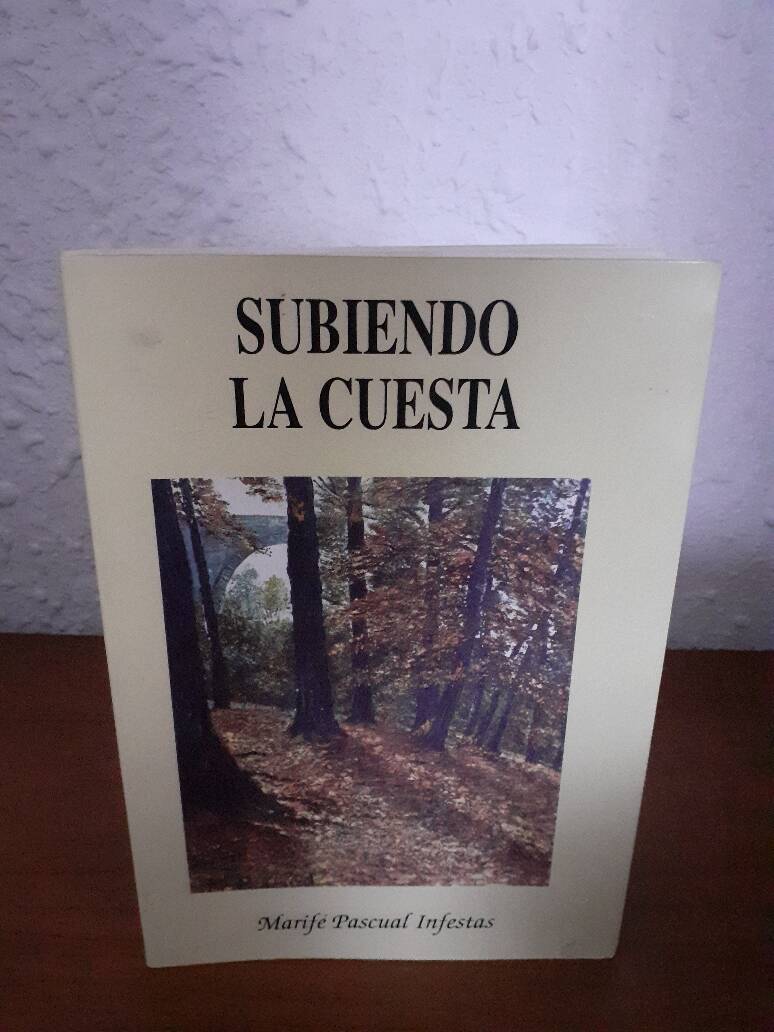 SUBIENDO
LA CUESTA
Marifé Pascual Infestas